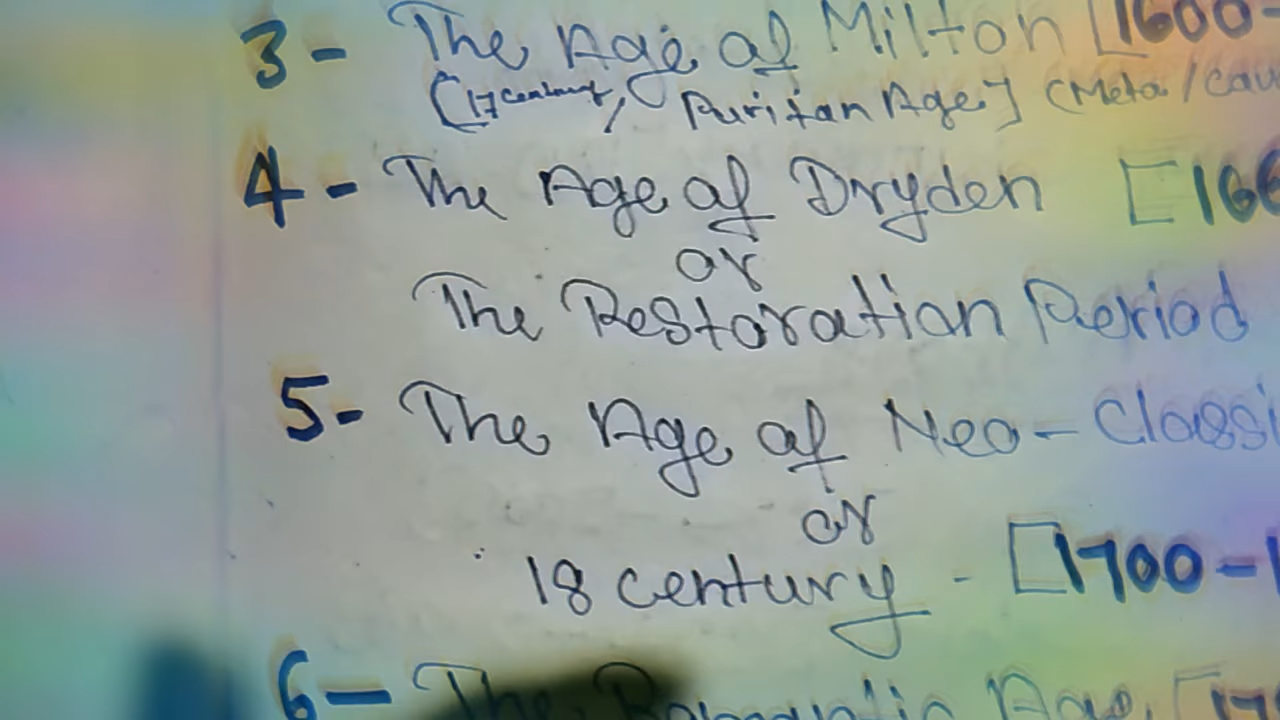 3- The Age of Milton [1600-
[17 century, Puritan Age] (Meta/Cav
4- The Age of Dryden [166
or
The Restoration Period
5- The Age of Neo-Classi
or
18 century - [1700-1
6- The Romantic Age [17